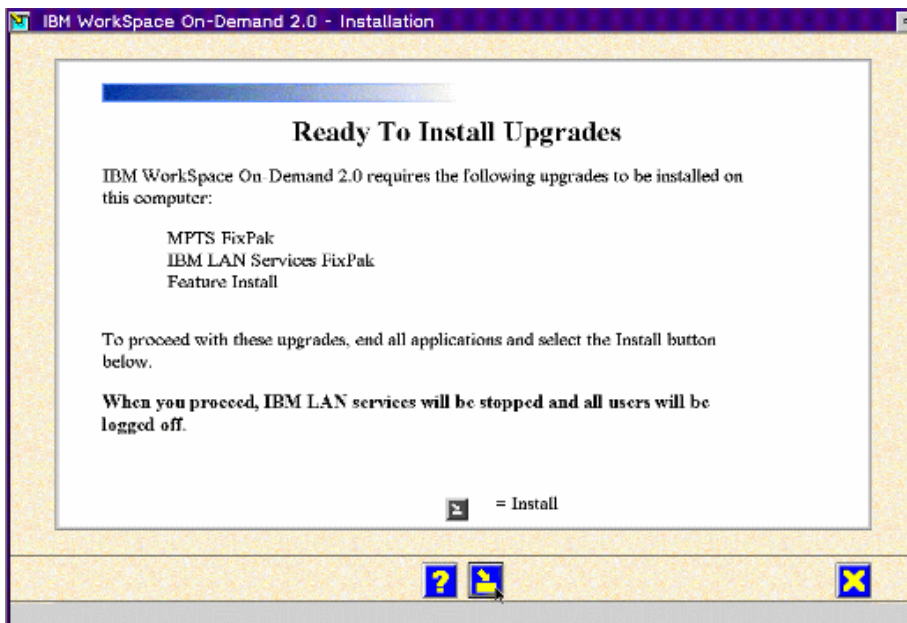 IBM WorkSpace On-Demand 2.0 - Installation
Ready To Install Upgrades
IBM WorkSpace On-Demand 2.0 requires the following upgrades to be installed on
this computer:
MPTS FixPak
IBM LAN Services FixPak
Feature Install
To proceed with these upgrades, end all applications and select the Install button
below.
When you proceed, IBM LAN services will be stopped and all users will be
logged off.
= Install
?